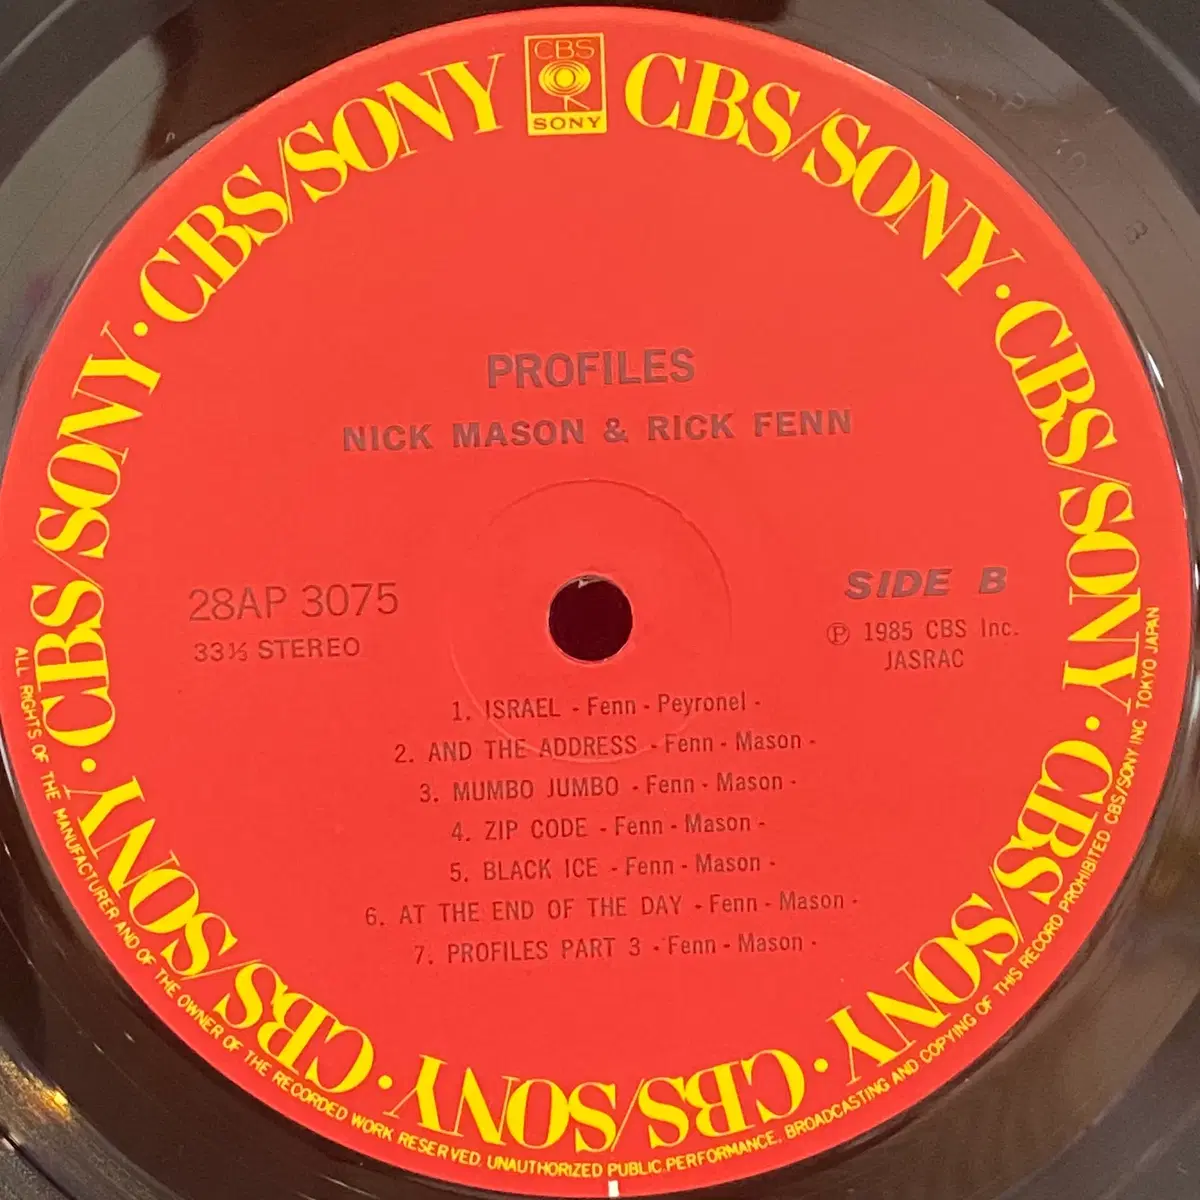 CBS
SONY
CBS/SONY · CBS/SONY · CBS/SONY · CBS/SONY · CBS/SONY · CBS/SONY · CBS/SONY · CBS/SONY · CBS/SONY
PROFILES
NICK MASON & RICK FENN
28AP 3075
33⅓ STEREO
SIDE B
Ⓟ 1985 CBS Inc.
JASRAC
1. ISRAEL - Fenn - Peyronel -
2. AND THE ADDRESS - Fenn - Mason -
3. MUMBO JUMBO - Fenn - Mason -
4. ZIP CODE - Fenn - Mason -
5. BLACK ICE - Fenn - Mason -
6. AT THE END OF THE DAY - Fenn - Mason -
7. PROFILES PART 3 - Fenn - Mason -
ALL RIGHTS OF THE MANUFACTURER AND OF THE OWNER OF THE RECORDED WORK RESERVED. UNAUTHORIZED PUBLIC PERFORMANCE, BROADCASTING AND COPYING OF THIS RECORD PROHIBITED. CBS/SONY INC. TOKYO JAPAN